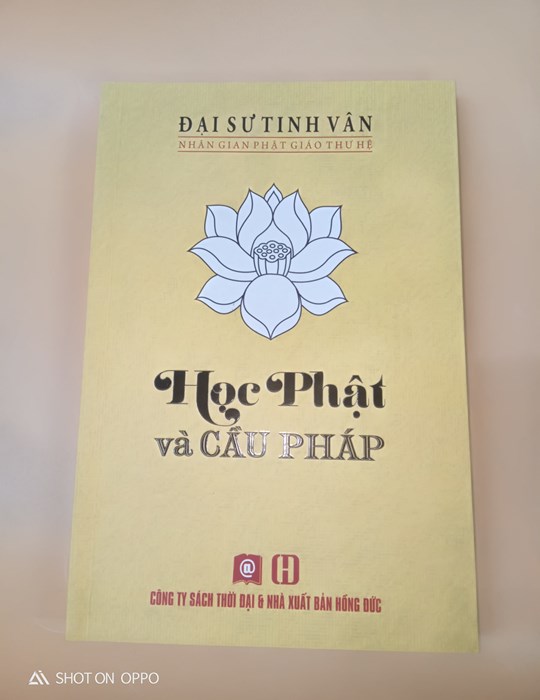 ĐẠI SƯ TINH VÂN
NHÂN GIAN PHẬT GIÁO THƯ HỆ
Học Phật
và CẦU PHÁP
@ H
CÔNG TY SÁCH THỜI ĐẠI & NHÀ XUẤT BẢN HỒNG ĐỨC
SHOT ON OPPO